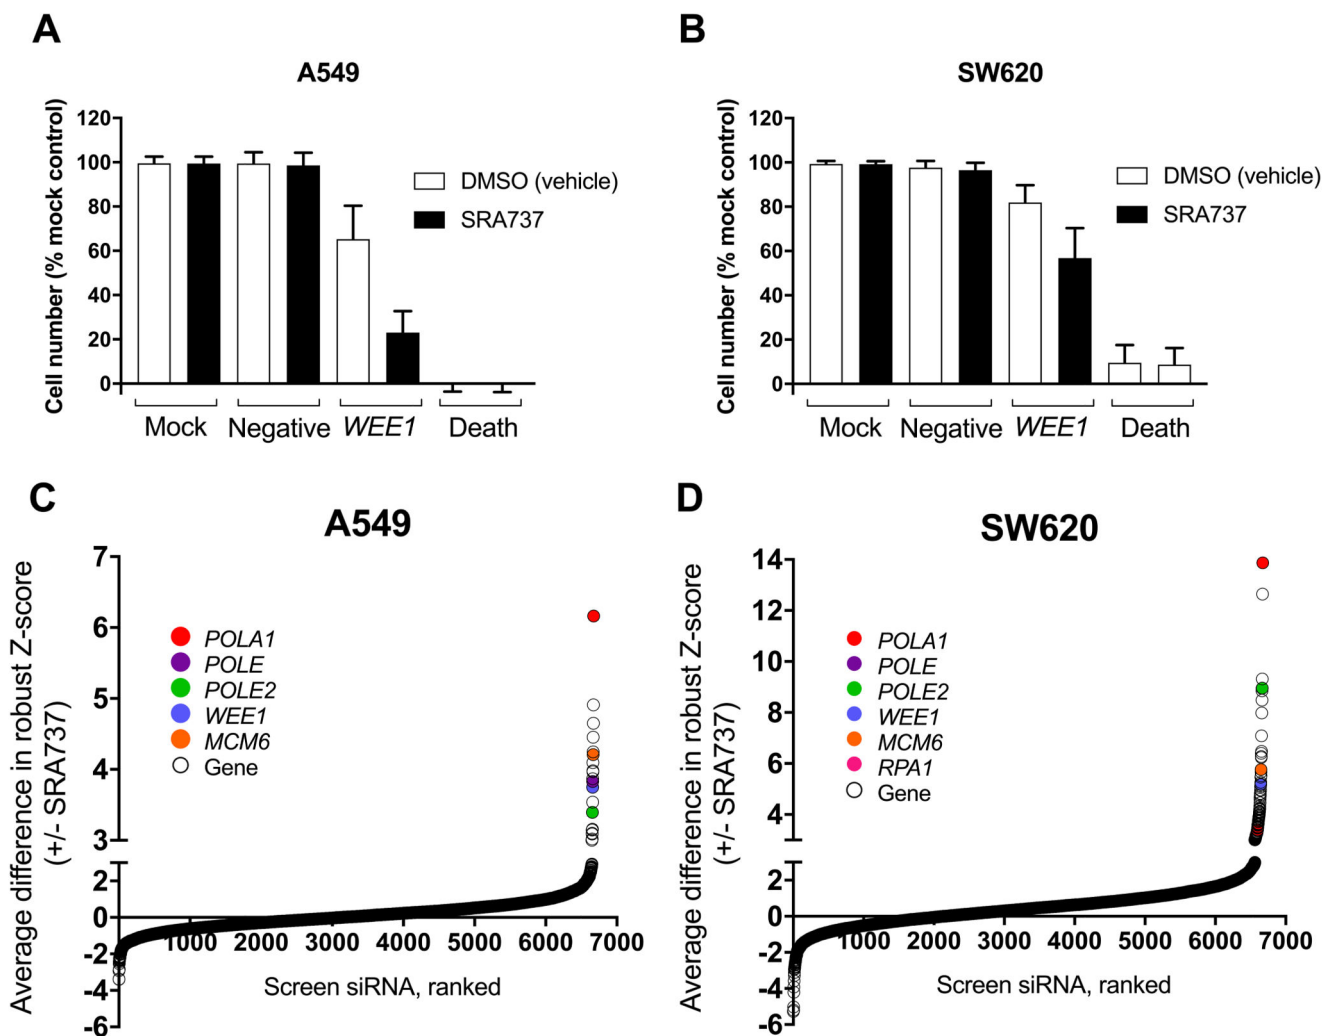 A
A549
Cell number (% mock control)
120
100
80
60
40
20
0
DMSO (vehicle)
SRA737
Mock Negative WEE1 Death
B
SW620
Cell number (% mock control)
120
100
80
60
40
20
0
DMSO (vehicle)
SRA737
Mock Negative WEE1 Death
C
A549
Average difference in robust Z-score
(+/- SRA737)
7
6
5
4
3
2
0
-2
-4
-6
POLA1
POLE
POLE2
WEE1
MCM6
Gene
1000 2000 3000 4000 5000 6000 7000
Screen siRNA, ranked
D
SW620
Average difference in robust Z-score
(+/- SRA737)
14
12
10
8
6
4
2
0
-2
-4
-6
POLA1
POLE
POLE2
WEE1
MCM6
RPA1
Gene
1000 2000 3000 4000 5000 6000 7000
Screen siRNA, ranked